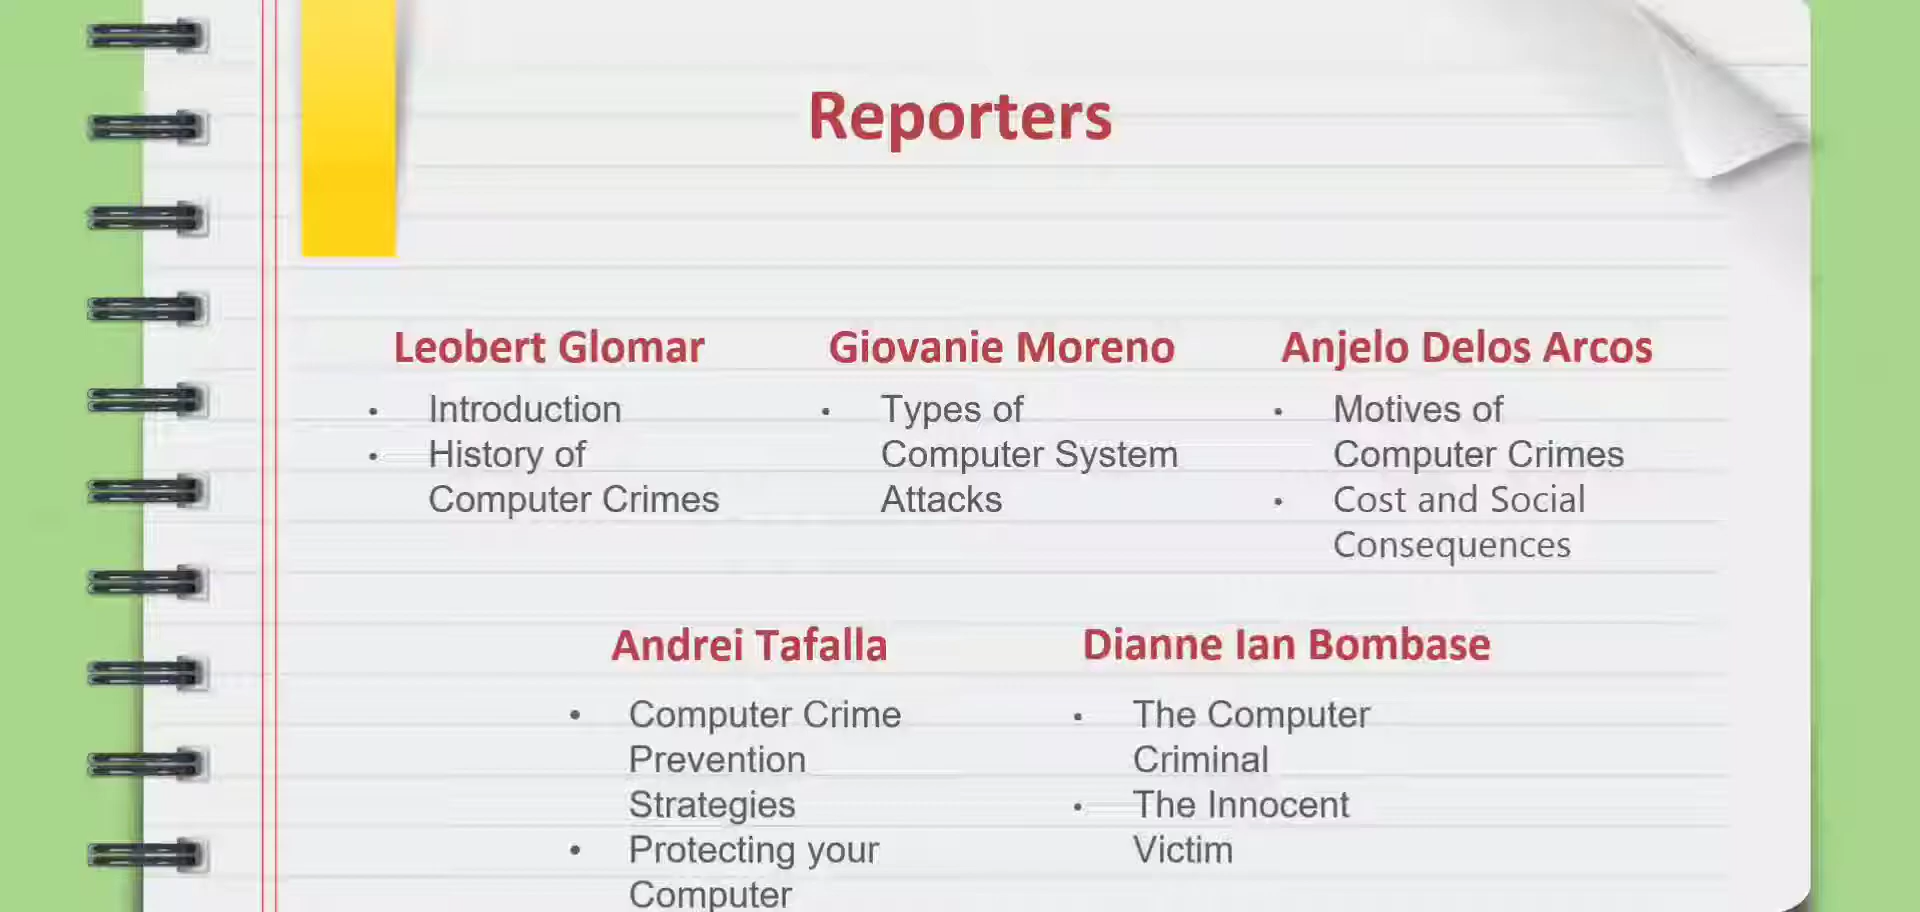 Reporters
Leobert Glomar
• Introduction
• History of
Computer Crimes
Giovanie Moreno
• Types of
Computer System
Attacks
Anjelo Delos Arcos
• Motives of
Computer Crimes
• Cost and Social
Consequences
Andrei Tafalla
• Computer Crime
Prevention
Strategies
• Protecting your
Computer
Dianne Ian Bombase
• The Computer
Criminal
• The Innocent
Victim